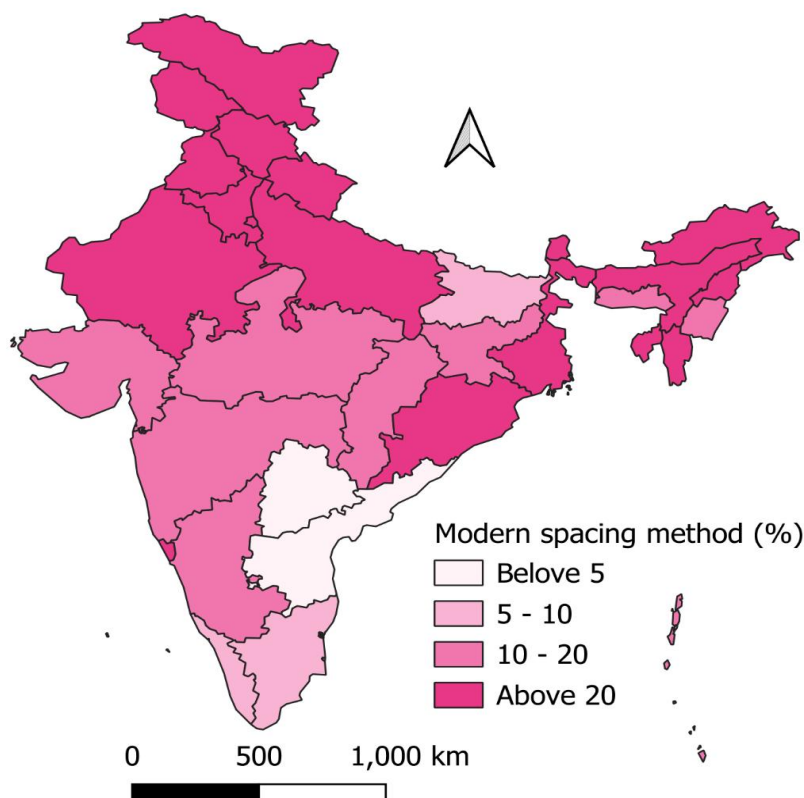 Modern spacing method (%)
Belove 5
5 - 10
10 - 20
Above 20
0 500 1,000 km